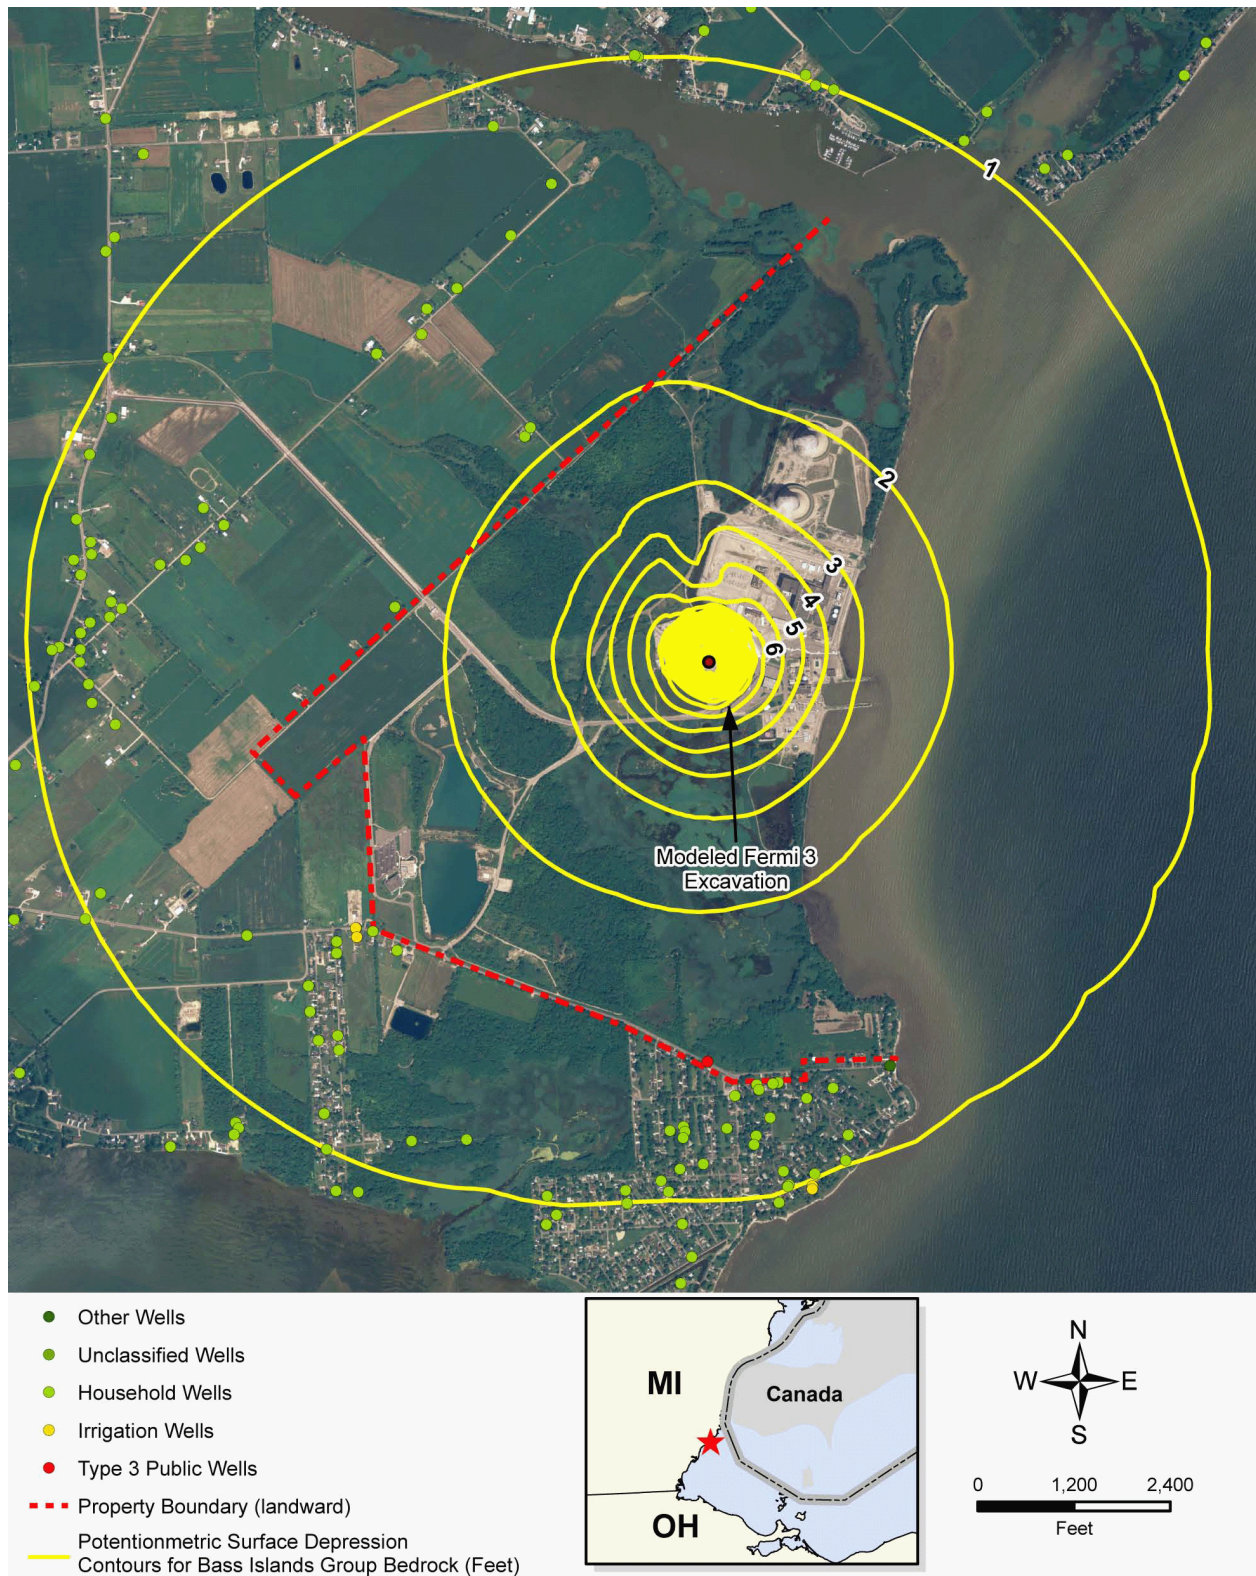 1
2
3
4
5
6
Modeled Fermi 3
Excavation
Other Wells
Unclassified Wells
Household Wells
Irrigation Wells
Type 3 Public Wells
Property Boundary (landward)
Potentionmetric Surface Depression
Contours for Bass Islands Group Bedrock (Feet)
MI
Canada
OH
N
W E
S
0 1,200 2,400
Feet